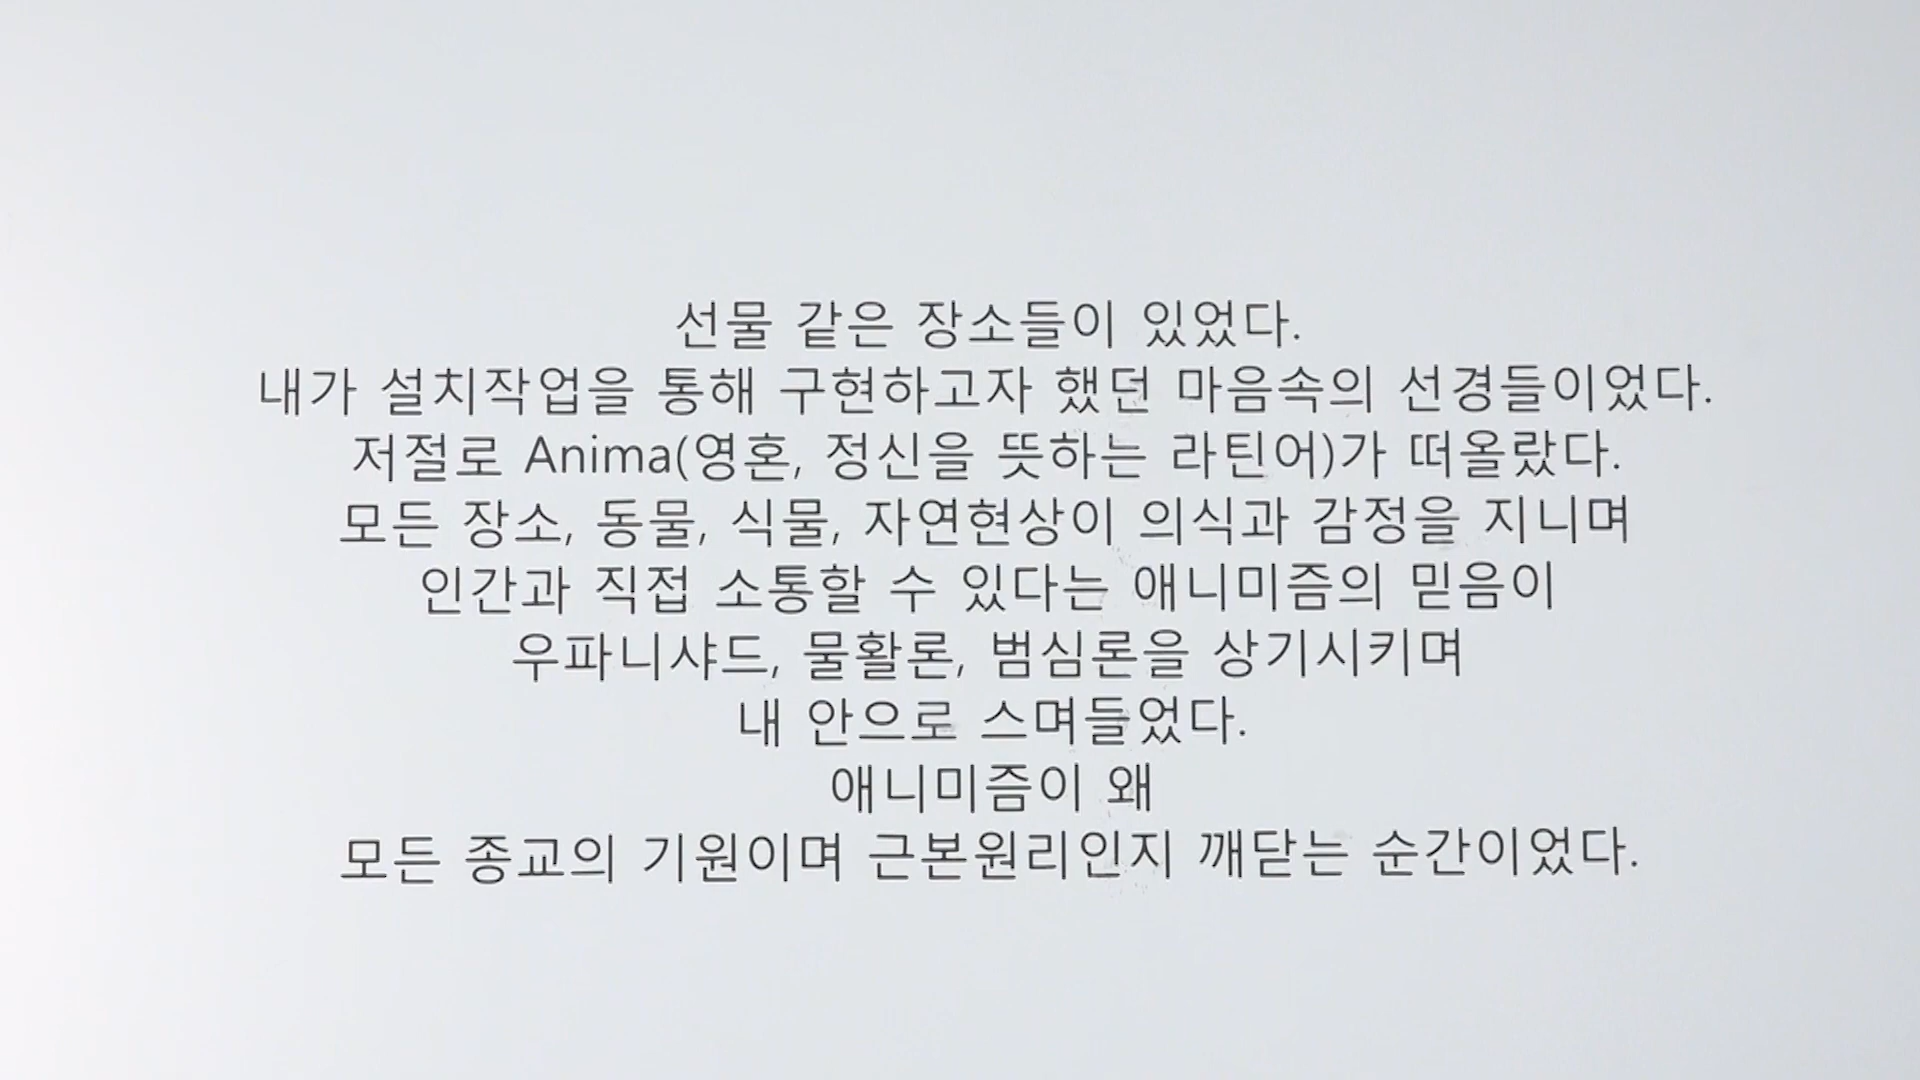 선물 같은 장소들이 있었다.
내가 설치작업을 통해 구현하고자 했던 마음속의 선경들이었다.
저절로 Anima(영혼, 정신을 뜻하는 라틴어)가 떠올랐다.
모든 장소, 동물, 식물, 자연현상이 의식과 감정을 지니며
인간과 직접 소통할 수 있다는 애니미즘의 믿음이
우파니샤드, 물활론, 범심론을 상기시키며
내 안으로 스며들었다.
애니미즘이 왜
모든 종교의 기원이며 근본원리인지 깨닫는 순간이었다.